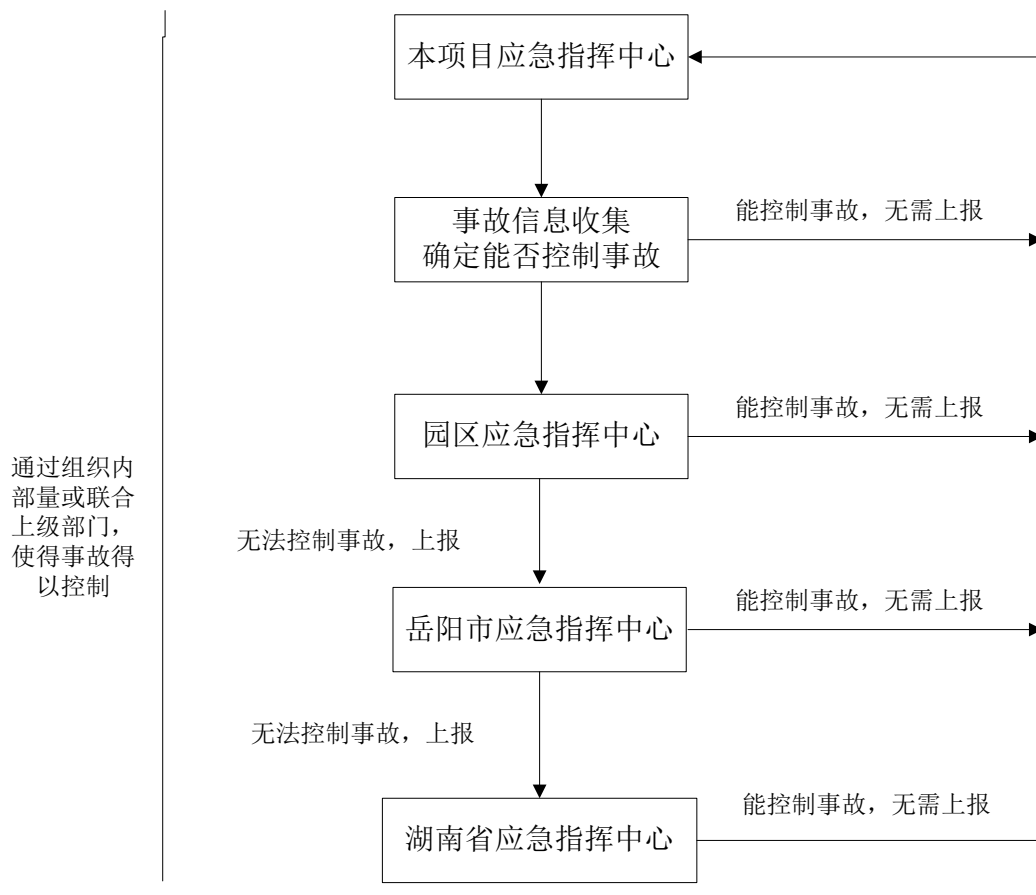 本项目应急指挥中心
事故信息收集
确定能否控制事故
能控制事故，无需上报
园区应急指挥中心
能控制事故，无需上报
通过组织内
部量或联合
上级部门，
使得事故得
以控制
无法控制事故，上报
岳阳市应急指挥中心
能控制事故，无需上报
无法控制事故，上报
湖南省应急指挥中心
能控制事故，无需上报